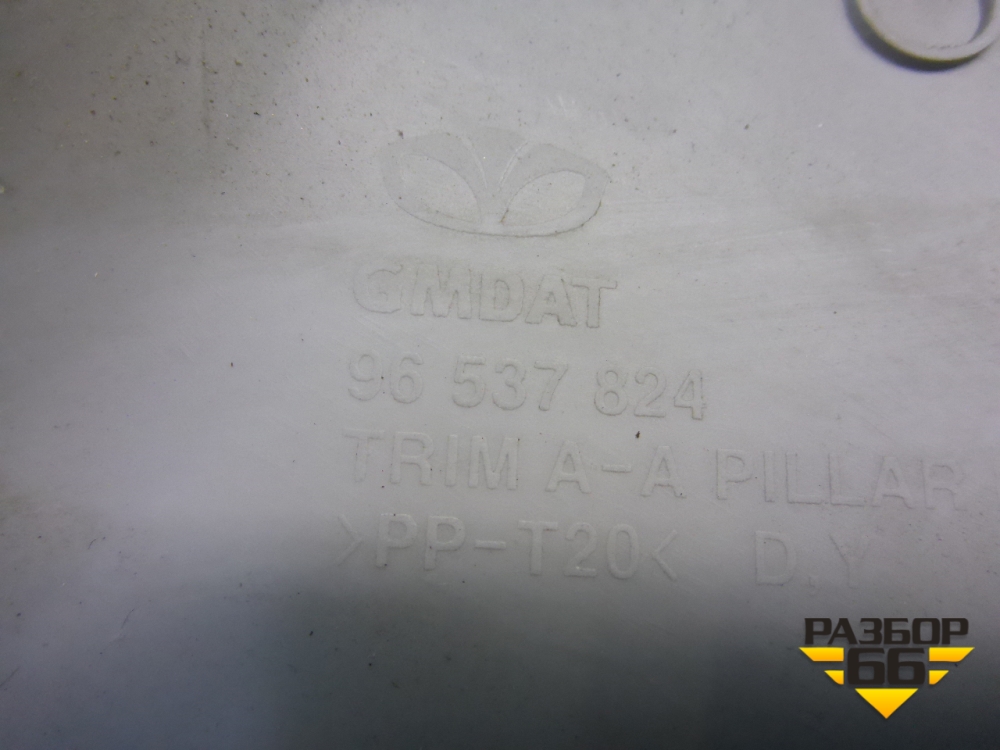 GMDAT
96 537 824
TRIM A-A PILLAR
>PP-T20< D.Y
РАЗБОР
66